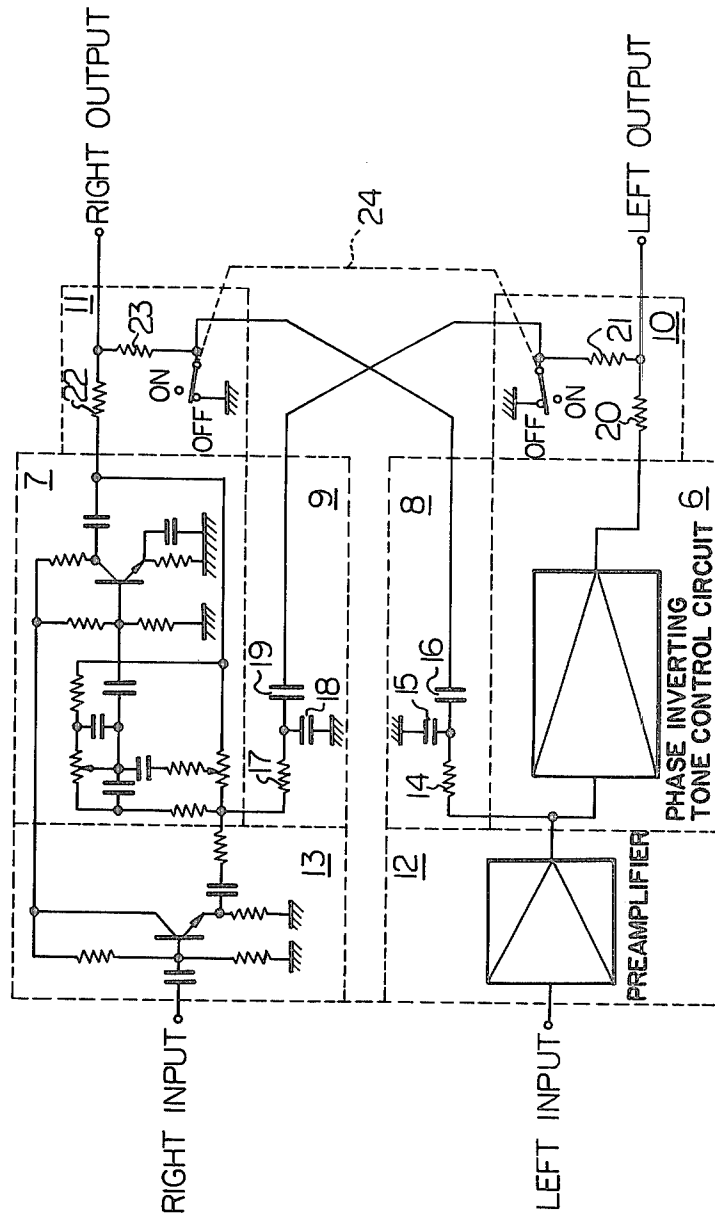 RIGHT OUTPUT
LEFT OUTPUT
24
11
23
22
ON
OFF
OFF
ON
21
20
10
7
9
8
6
19
18
17
16
15
14
PHASE INVERTING
TONE CONTROL CIRCUIT
13
12
PREAMPLIFIER
RIGHT INPUT
LEFT INPUT